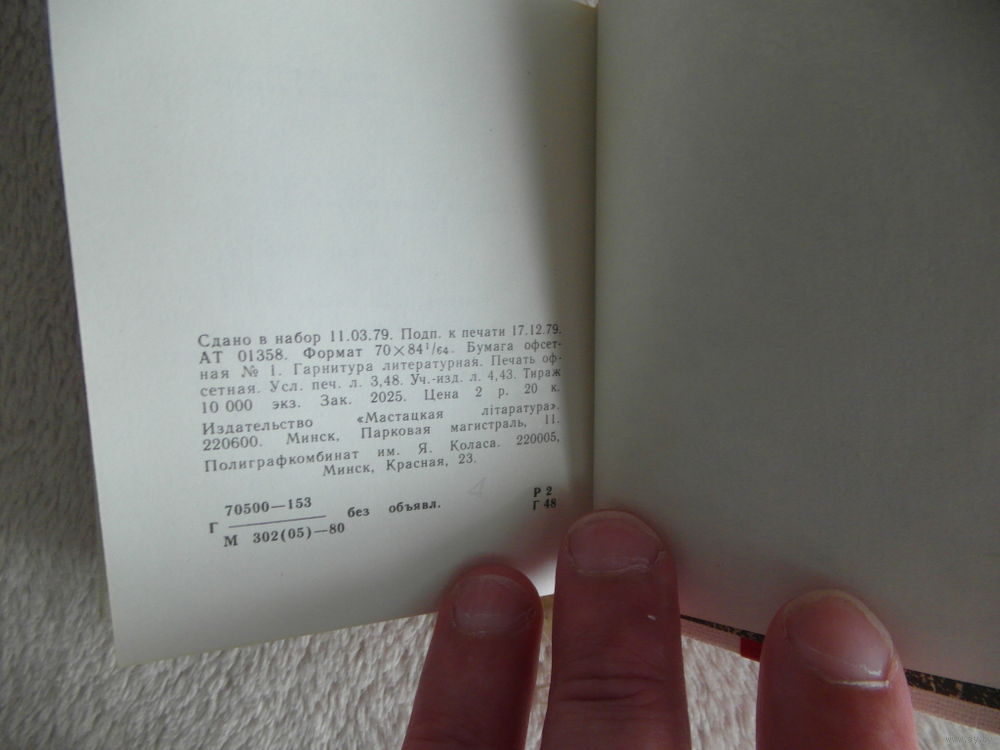 Сдано в набор 11.03.79. Подп. к печати 17.12.79.
АТ 01358. Формат 70×84¹/₆₄. Бумага офсет-
ная № 1. Гарнитура литературная. Печать оф-
сетная. Усл. печ. л. 3,48. Уч.-изд. л. 4,43. Тираж
10 000 экз. Зак. 2025. Цена 2 р. 20 к.
Издательство «Мастацкая літаратура».
220600. Минск, Парковая магистраль, 11.
Полиграфкомбинат им. Я. Коласа. 220005,
Минск, Красная, 23.
70500—153
Г без объявл.
М 302(05)—80
Р 2
Г 48